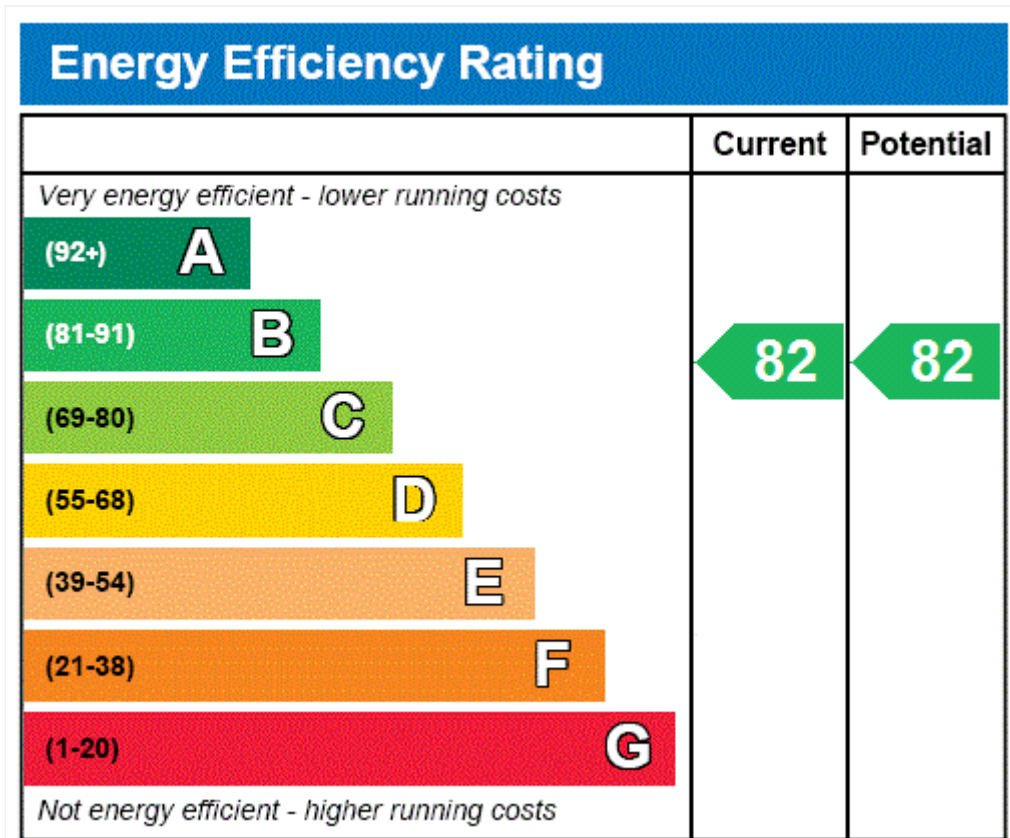 Energy Efficiency Rating
Current Potential
Very energy efficient - lower running costs
(92+) A
(81-91) B
82 82
(69-80) C
(55-68) D
(39-54) E
(21-38) F
(1-20) G
Not energy efficient - higher running costs